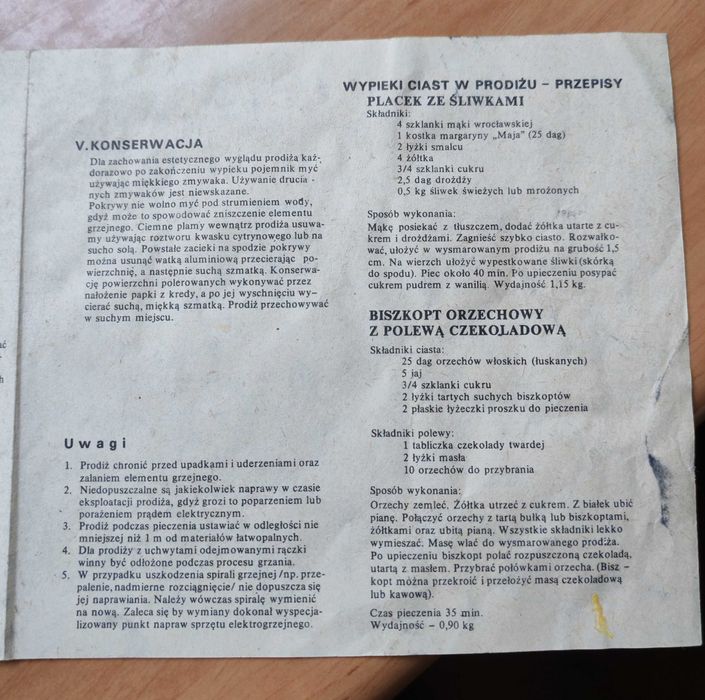 V. KONSERWACJA
Dla zachowania estetycznego wyglądu prodiża każ-
dorazowo po zakończeniu wypieku pojemnik myć
używając miękkiego zmywaka. Używanie drucia -
nych zmywaków jest niewskazane.
Pokrywy nie wolno myć pod strumieniem wody,
gdyż może to spowodować zniszczenie elementu
grzejnego. Ciemne plamy wewnątrz prodiża usuwa-
my używając roztworu kwasku cytrynowego lub na
sucho solą. Powstałe zacieki na spodzie pokrywy
można usunąć watką aluminiową przecierając po-
wierzchnię, a następnie suchą szmatką. Konserwa-
cję powierzchni polerowanych wykonywać przez
nałożenie papki z kredy, a po jej wyschnięciu wy-
cierać suchą, miękką szmatką. Prodiż przechowywać
w suchym miejscu.
Uwagi
1. Prodiż chronić przed upadkami i uderzeniami oraz
zalaniem elementu grzejnego.
2. Niedopuszczalne są jakiekolwiek naprawy w czasie
eksploatacji prodiża, gdyż grozi to poparzeniem lub
porażeniem prądem elektrycznym.
3. Prodiż podczas pieczenia ustawiać w odległości nie
mniejszej niż 1 m od materiałów łatwopalnych.
4. Dla prodiży z uchwytami odejmowanymi rączki
winny być odłożone podczas procesu grzania.
5. W przypadku uszkodzenia spirali grzejnej /np. prze-
palenie, nadmierne rozciągnięcie/ nie dopuszcza się
jej naprawiania. Należy wówczas spiralę wymienić
na nową. Zaleca się by wymiany dokonał wyspecja-
lizowany punkt napraw sprzętu elektrogrzejnego.
WYPIEKI CIAST W PRODIŻU – PRZEPISY
PLACEK ZE ŚLIWKAMI
Składniki:
4 szklanki mąki wrocławskiej
1 kostka margaryny „Maja” (25 dag)
2 łyżki smalcu
4 żółtka
3/4 szklanki cukru
2,5 dag drożdży
0,5 kg śliwek świeżych lub mrożonych
Sposób wykonania:
Mąkę posiekać z tłuszczem, dodać żółtka utarte z cu-
krem i drożdżami. Zagnieść szybko ciasto. Rozwałko-
wać, ułożyć w wysmarowanym prodiżu na grubość 1,5
cm. Na wierzch ułożyć wypestkowane śliwki (skórką
do spodu). Piec około 40 min. Po upieczeniu posypać
cukrem pudrem z wanilią. Wydajność 1,15 kg.
BISZKOPT ORZECHOWY
Z POLEWĄ CZEKOLADOWĄ
Składniki ciasta:
25 dag orzechów włoskich (łuskanych)
5 jaj
3/4 szklanki cukru
2 łyżki tartych suchych biszkoptów
2 płaskie łyżeczki proszku do pieczenia
Składniki polewy:
1 tabliczka czekolady twardej
2 łyżki masła
10 orzechów do przybrania
Sposób wykonania:
Orzechy zemleć. Żółtka utrzeć z cukrem. Z białek ubić
pianę. Połączyć orzechy z tartą bułką lub biszkoptami,
żółtkami oraz ubitą pianą. Wszystkie składniki lekko
wymieszać. Masę wlać do wysmarowanego prodiża.
Po upieczeniu biszkopt polać rozpuszczoną czekoladą,
utartą z masłem. Przybrać połówkami orzecha. (Bisz –
kopt można przekroić i przełożyć masą czekoladową
lub kawową).
Czas pieczenia 35 min.
Wydajność – 0,90 kg